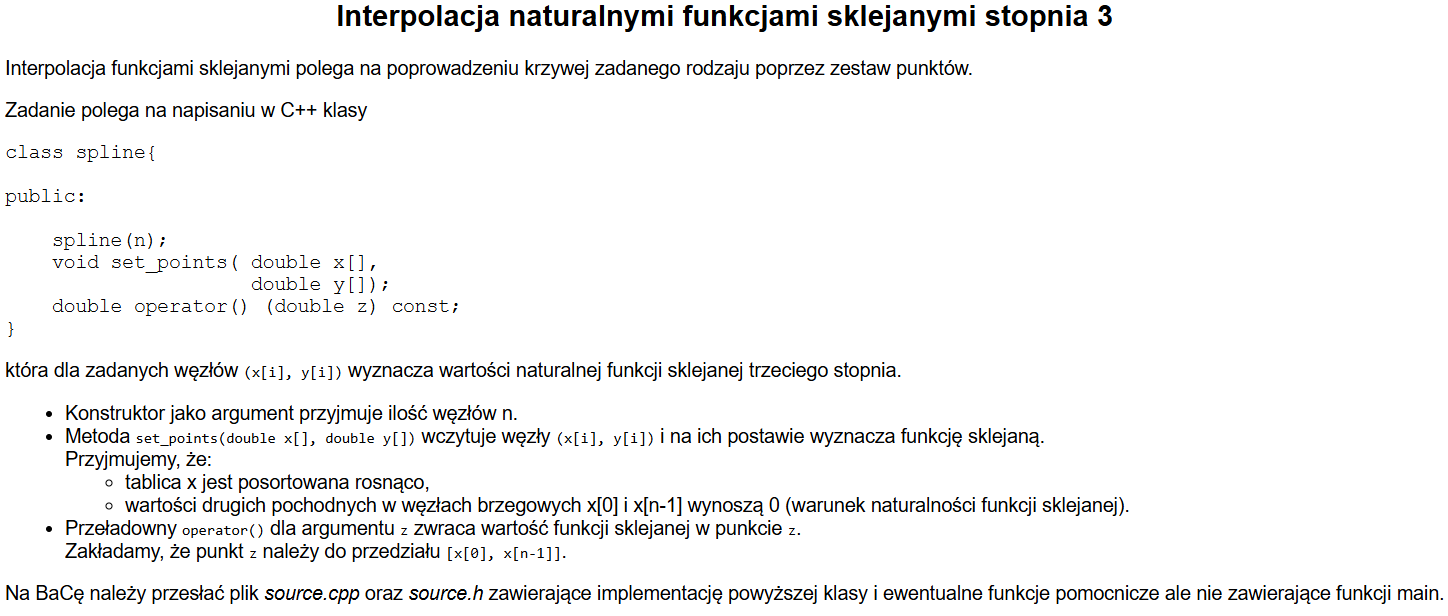 Interpolacja naturalnymi funkcjami sklejanymi stopnia 3
Interpolacja funkcjami sklejanymi polega na poprowadzeniu krzywej zadanego rodzaju poprzez zestaw punktów.
Zadanie polega na napisaniu w C++ klasy
class spline{
public:
    spline(n);
    void set_points( double x[],
                     double y[]);
    double operator() (double z) const;
}
która dla zadanych węzłów (x[i], y[i]) wyznacza wartości naturalnej funkcji sklejanej trzeciego stopnia.
• Konstruktor jako argument przyjmuje ilość węzłów n.
• Metoda set_points(double x[], double y[]) wczytuje węzły (x[i], y[i]) i na ich postawie wyznacza funkcję sklejaną.
Przyjmujemy, że:
◦ tablica x jest posortowana rosnąco,
◦ wartości drugich pochodnych w węzłach brzegowych x[0] i x[n-1] wynoszą 0 (warunek naturalności funkcji sklejanej).
• Przeładowny operator() dla argumentu z zwraca wartość funkcji sklejanej w punkcie z.
Zakładamy, że punkt z należy do przedziału [x[0], x[n-1]].
Na BaCę należy przesłać plik source.cpp oraz source.h zawierające implementację powyższej klasy i ewentualne funkcje pomocnicze ale nie zawierające funkcji main.